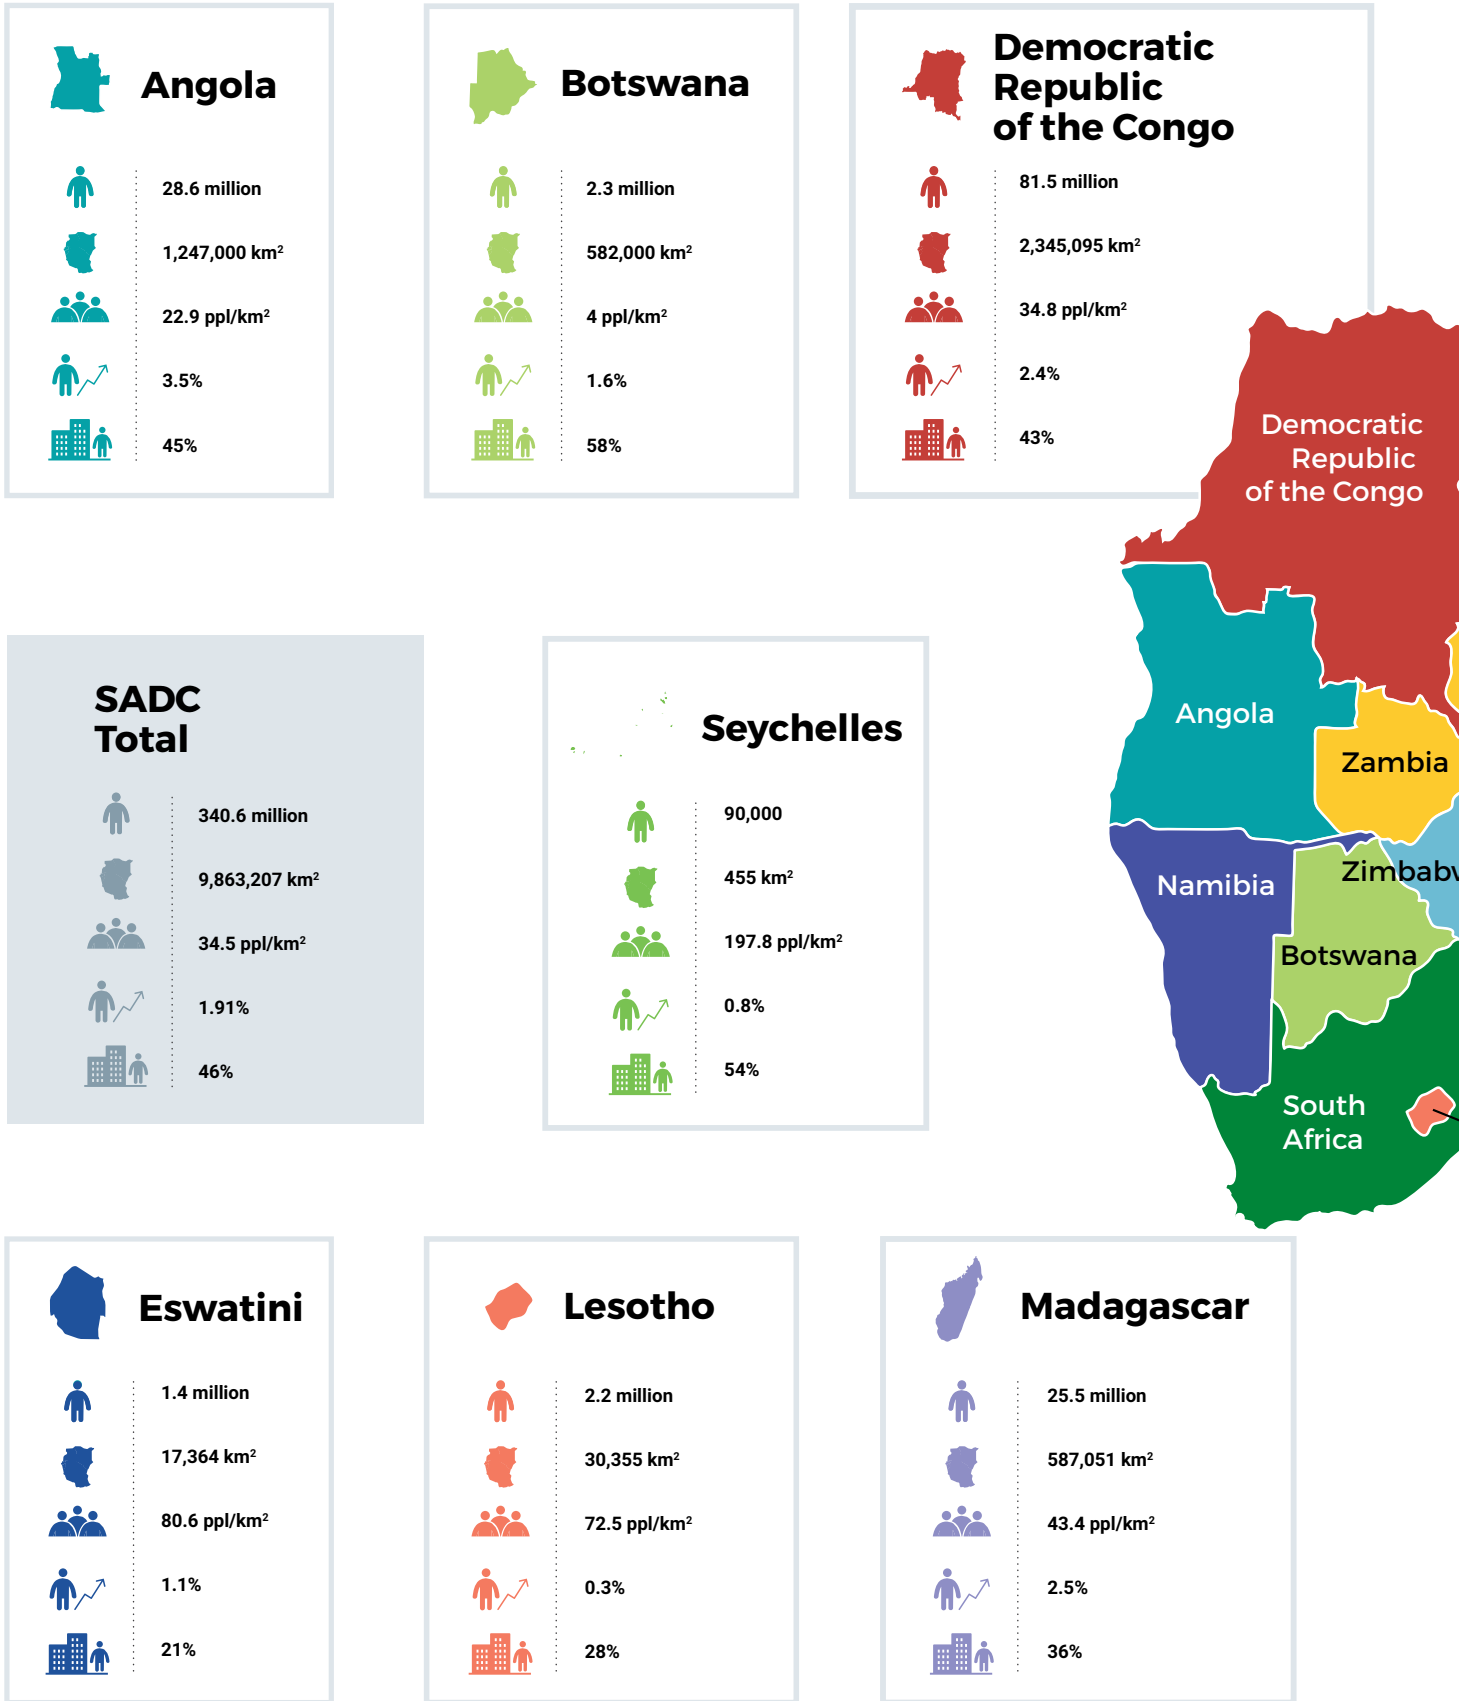 Angola
28.6 million
1,247,000 km²
22.9 ppl/km²
3.5%
45%
Botswana
2.3 million
582,000 km²
4 ppl/km²
1.6%
58%
Democratic
Republic
of the Congo
81.5 million
2,345,095 km²
34.8 ppl/km²
2.4%
43%
Democratic
Republic
of the Congo
Angola
Zambia
Namibia
Zimbabw
Botswana
South
Africa
SADC
Total
340.6 million
9,863,207 km²
34.5 ppl/km²
1.91%
46%
Seychelles
90,000
455 km²
197.8 ppl/km²
0.8%
54%
Eswatini
1.4 million
17,364 km²
80.6 ppl/km²
1.1%
21%
Lesotho
2.2 million
30,355 km²
72.5 ppl/km²
0.3%
28%
Madagascar
25.5 million
587,051 km²
43.4 ppl/km²
2.5%
36%